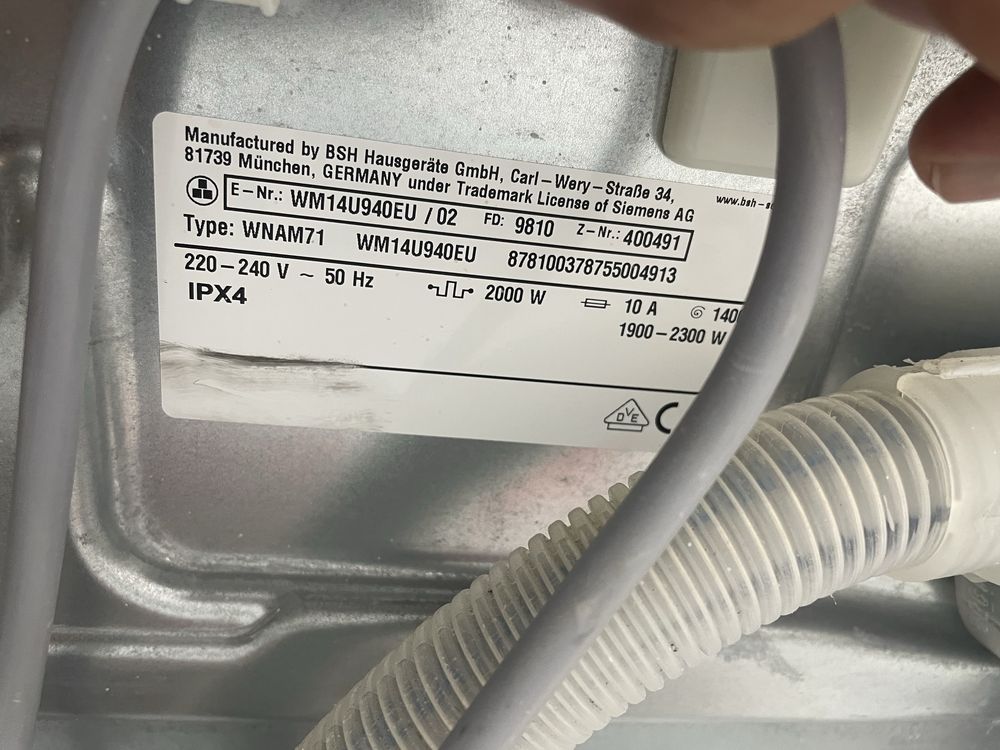 Manufactured by BSH Hausgeräte GmbH, Carl-Wery-Straße 34,
81739 München, GERMANY under Trademark License of Siemens AG
E-Nr.: WM14U940EU / 02 FD: 9810 Z-Nr.: 400491
Type: WNAM71 WM14U940EU 878100378755004913
220-240 V ~ 50 Hz 2000 W 10 A
IPX4 1900-2300 W
DVE